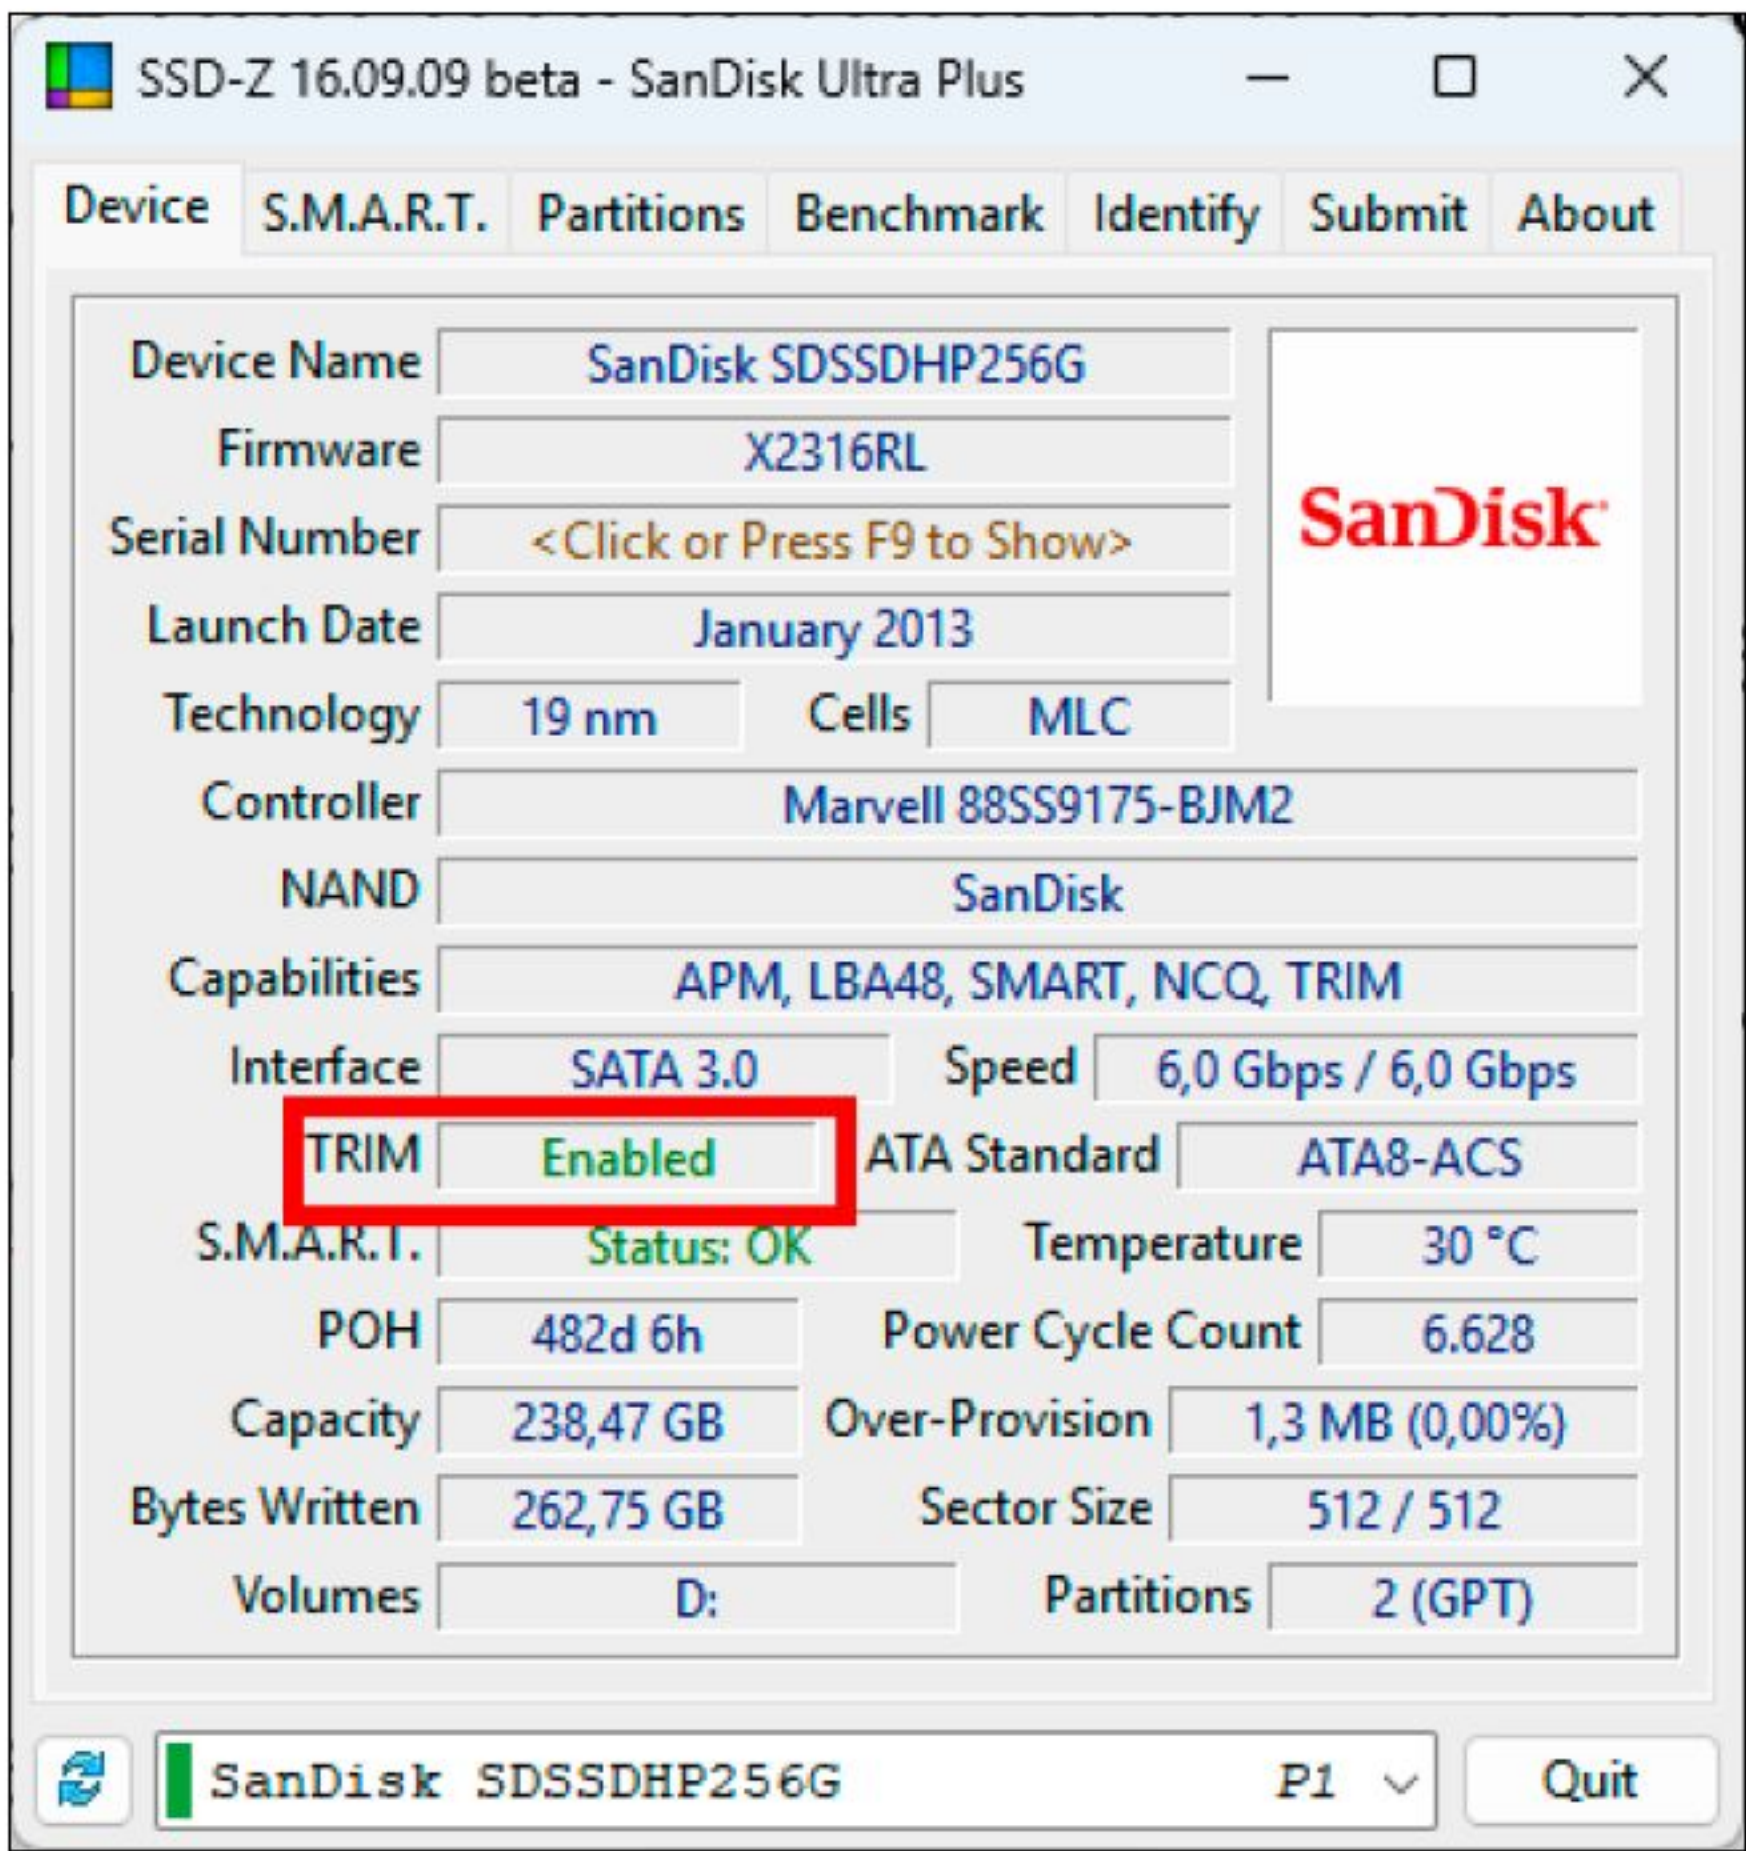 SSD-Z 16.09.09 beta - SanDisk Ultra Plus
Device S.M.A.R.T. Partitions Benchmark Identify Submit About
Device Name SanDisk SDSSDHP256G
Firmware X2316RL
SanDisk
Serial Number <Click or Press F9 to Show>
Launch Date January 2013
Technology 19 nm Cells MLC
Controller Marvell 88SS9175-BJM2
NAND SanDisk
Capabilities APM, LBA48, SMART, NCQ, TRIM
Interface SATA 3.0 Speed 6,0 Gbps / 6,0 Gbps
TRIM Enabled ATA Standard ATA8-ACS
S.M.A.R.T. Status: OK Temperature 30 °C
POH 482d 6h Power Cycle Count 6.628
Capacity 238,47 GB Over-Provision 1,3 MB (0,00%)
Bytes Written 262,75 GB Sector Size 512 / 512
Volumes D: Partitions 2 (GPT)
SanDisk SDSSDHP256G P1 Quit